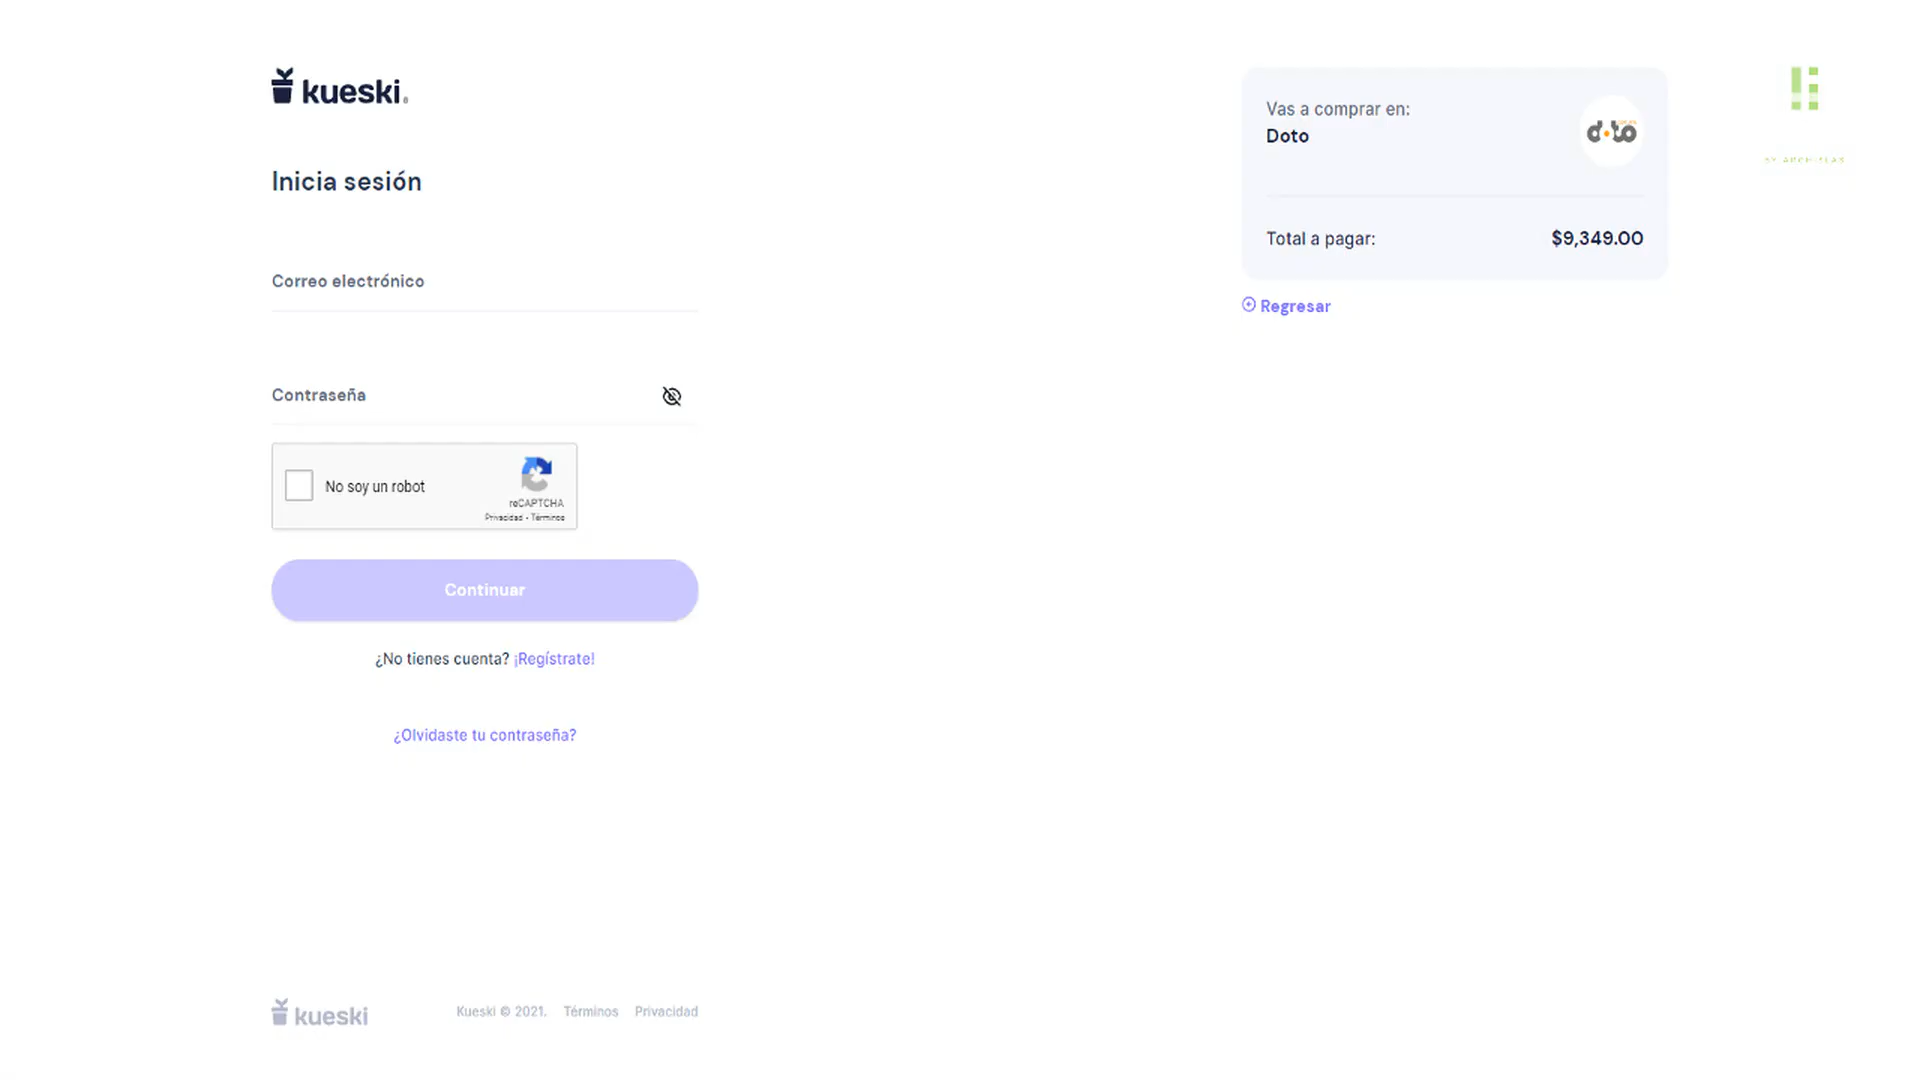 kueski
Inicia sesión
Correo electrónico
Contraseña
No soy un robot
reCAPTCHA
Privacidad - Términos
Continuar
¿No tienes cuenta? ¡Regístrate!
¿Olvidaste tu contraseña?
kueski
Kueski © 2021. Términos Privacidad
Vas a comprar en:
Doto
doto
Total a pagar: $9,349.00
Regresar